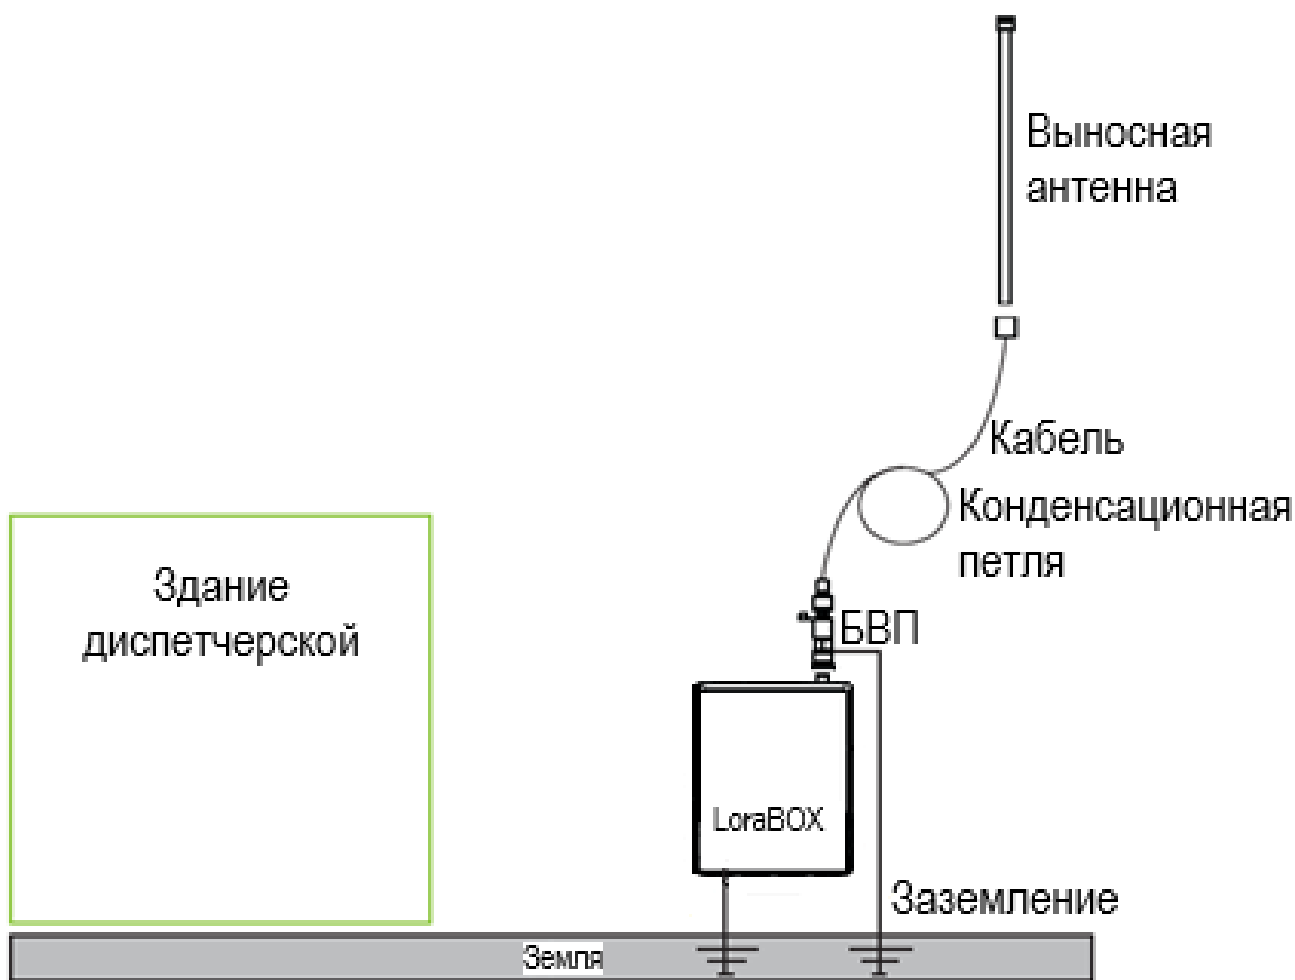 Выносная
антенна
Кабель
Конденсационная
петля
Здание
диспетчерской
БВП
LoraBOX
Заземление
Земля